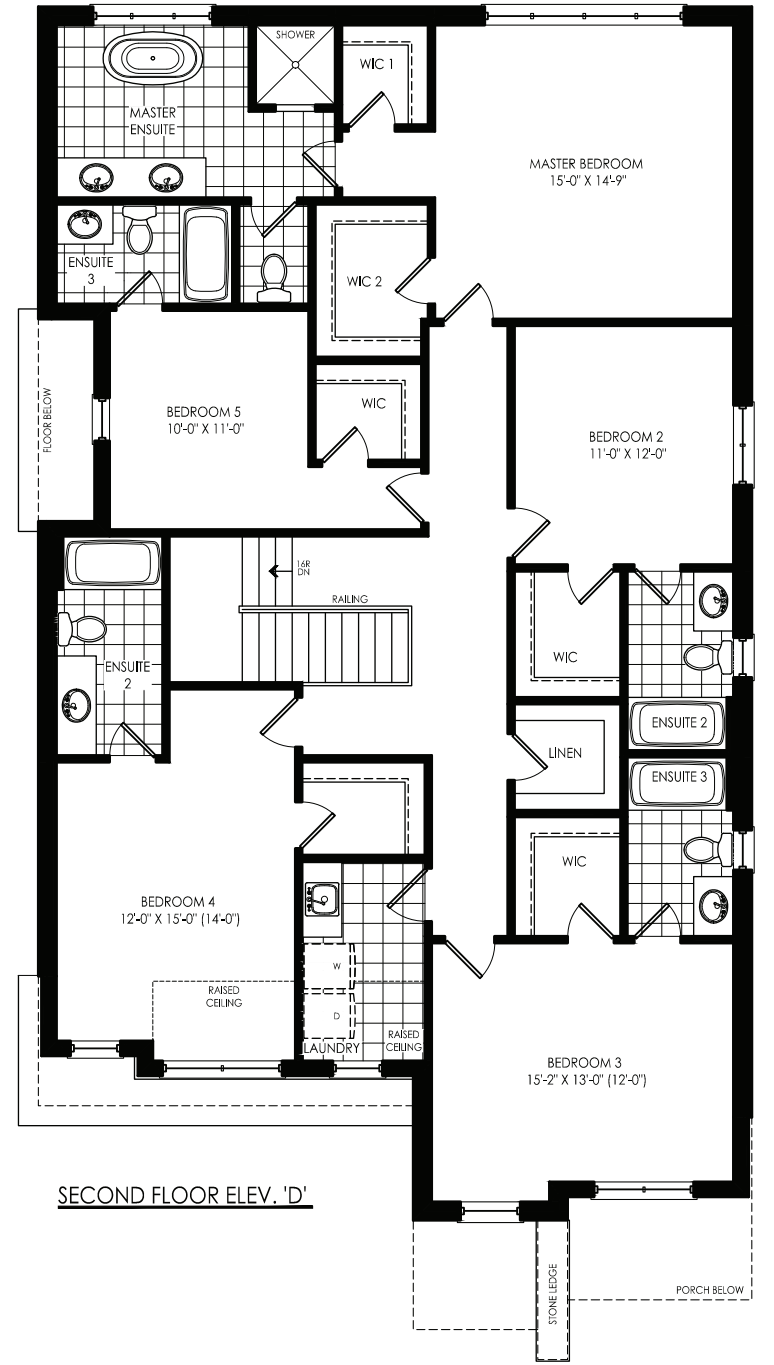 SHOWER
WIC 1
MASTER
ENSUITE
MASTER BEDROOM
15'-0" X 14'-9"
ENSUITE
3
WIC 2
FLOOR BELOW
BEDROOM 5
10'-0" X 11'-0"
WIC
BEDROOM 2
11'-0" X 12'-0"
16R
DN
RAILING
ENSUITE
2
WIC
ENSUITE 2
LINEN
ENSUITE 3
WIC
BEDROOM 4
12'-0" X 15'-0" (14'-0")
W
RAISED
CEILING
D
RAISED
CEILING
LAUNDRY
BEDROOM 3
15'-2" X 13'-0" (12'-0")
SECOND FLOOR ELEV. 'D'
STONE LEDGE
PORCH BELOW